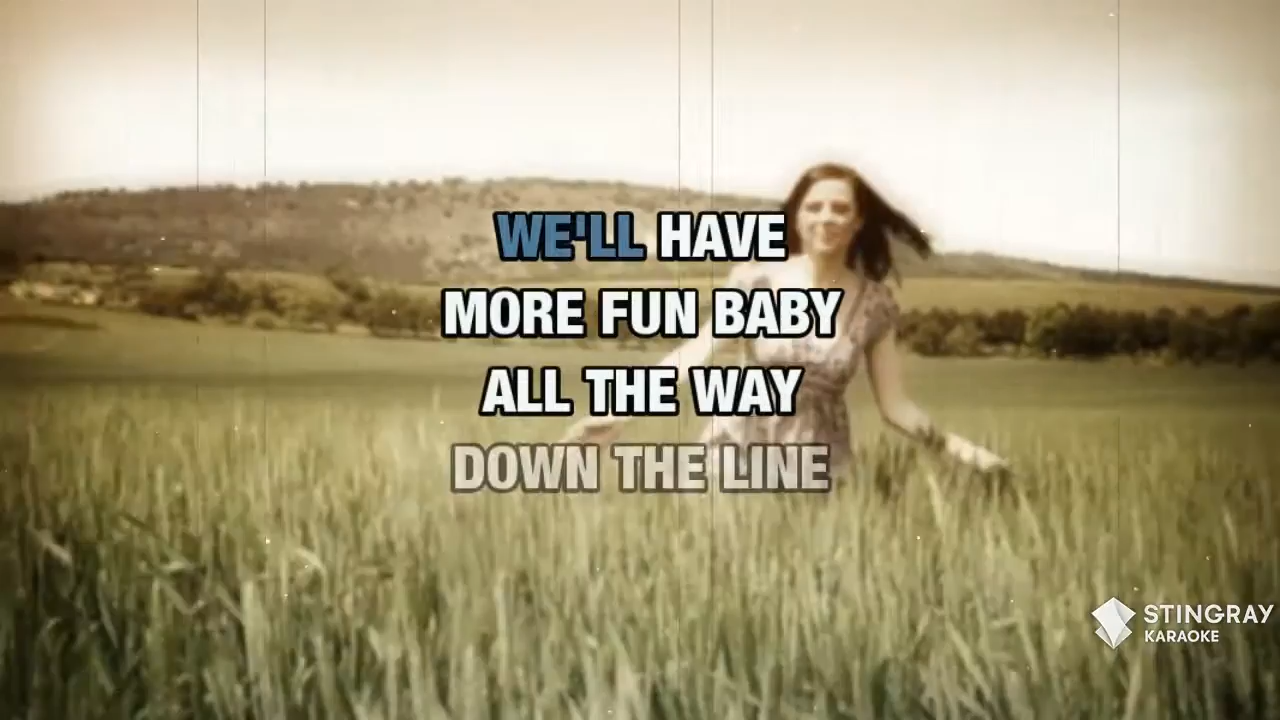 WE'LL HAVE
MORE FUN BABY
ALL THE WAY
DOWN THE LINE
STINGRAY
KARAOKE